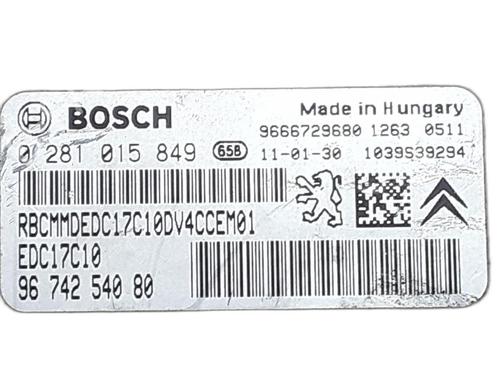 BOSCH
Made in Hungary
9666729680 1263 0511
0 281 015 849 65B 11-01-30 1039S39294
RBCMMDEDC17C10DV4CCEM01
EDC17C10
96 742 540 80